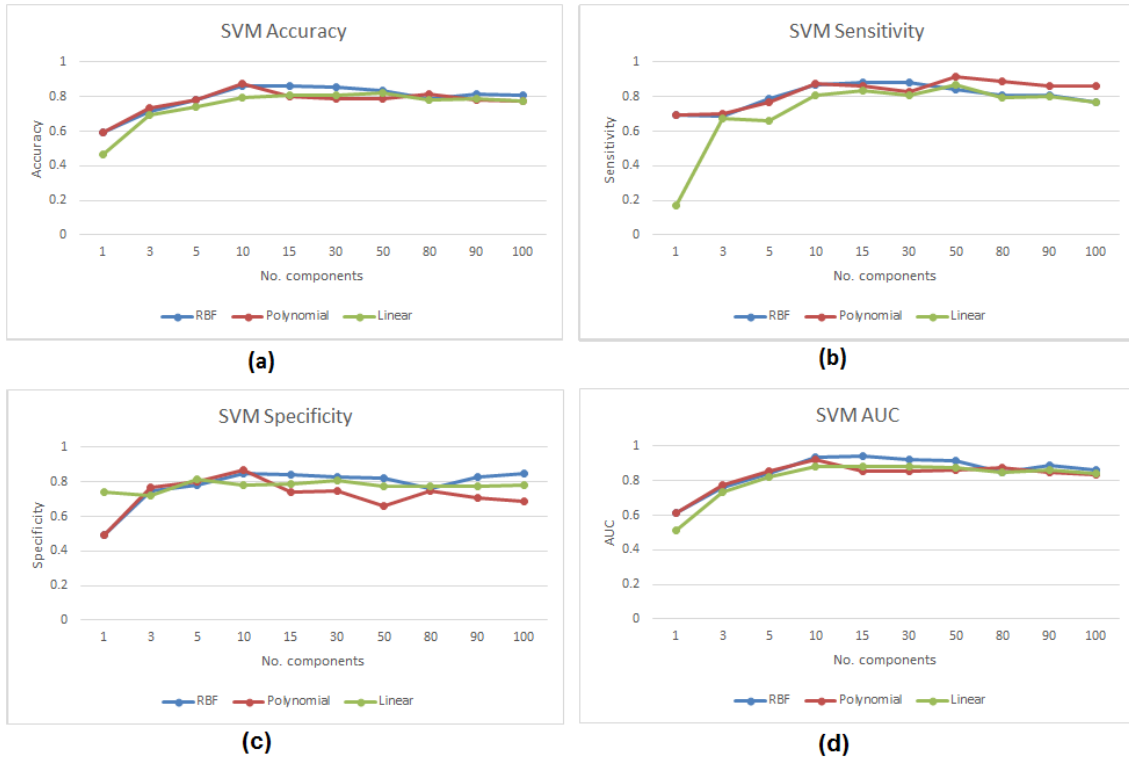 SVM Accuracy
1
0.8
0.6
0.4
0.2
0
Accuracy
1 3 5 10 15 30 50 80 90 100
No. components
RBF Polynomial Linear
(a)
SVM Sensitivity
1
0.8
0.6
0.4
0.2
0
Sensitivity
1 3 5 10 15 30 50 80 90 100
No. components
RBF Polynomial Linear
(b)
SVM Specificity
1
0.8
0.6
0.4
0.2
0
Specificity
1 3 5 10 15 30 50 80 90 100
No. components
RBF Polynomial Linear
(c)
SVM AUC
1
0.8
0.6
0.4
0.2
0
AUC
1 3 5 10 15 30 50 80 90 100
No. components
RBF Polynomial Linear
(d)